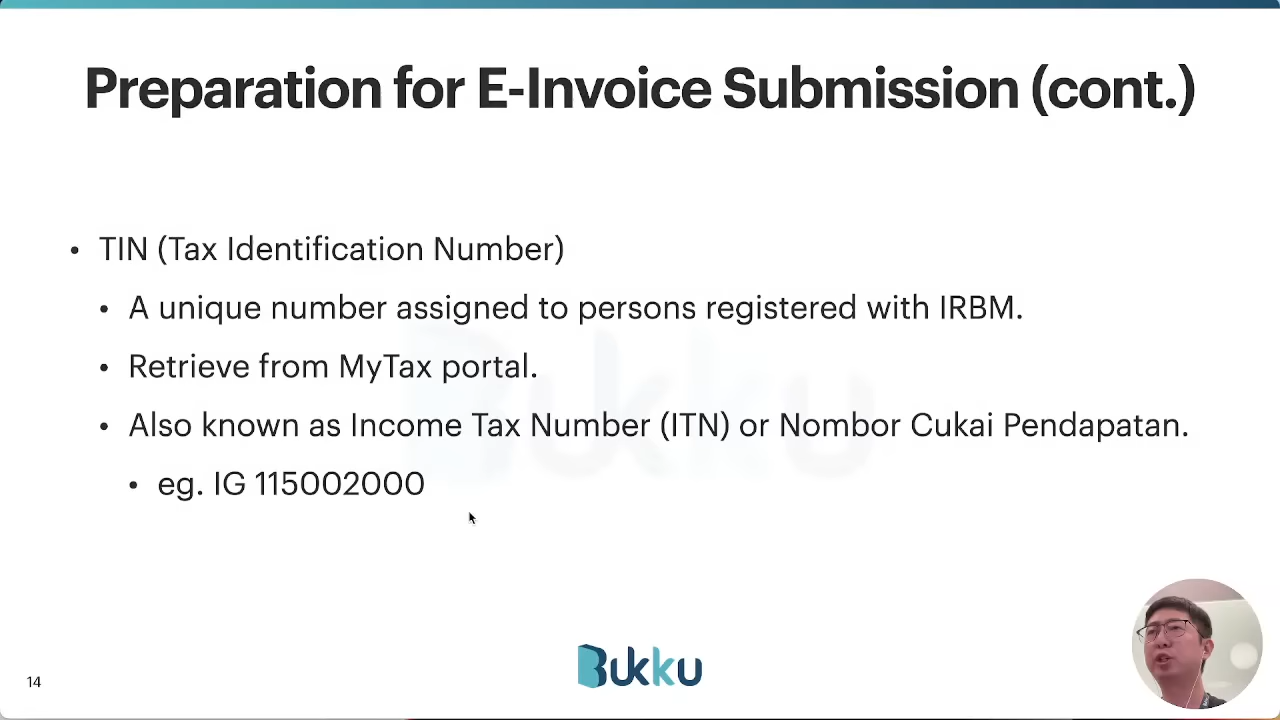 Preparation for E-Invoice Submission (cont.)
• TIN (Tax Identification Number)
• A unique number assigned to persons registered with IRBM.
• Retrieve from MyTax portal.
• Also known as Income Tax Number (ITN) or Nombor Cukai Pendapatan.
• eg. IG 115002000
Bukku
14